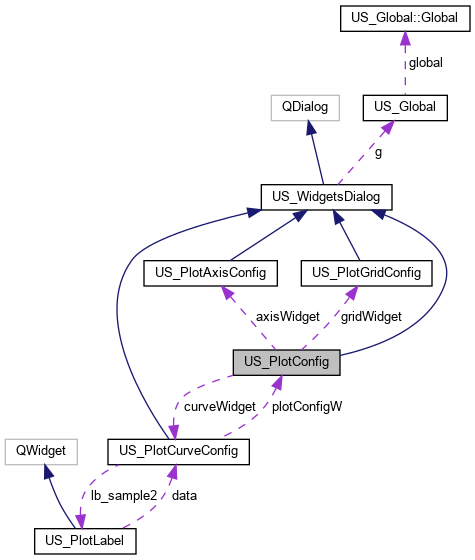 US_Global::Global
global
QDialog
US_Global
g
US_WidgetsDialog
US_PlotAxisConfig
US_PlotGridConfig
axisWidget
gridWidget
US_PlotConfig
curveWidget
plotConfigW
QWidget
US_PlotCurveConfig
lb_sample2
data
US_PlotLabel